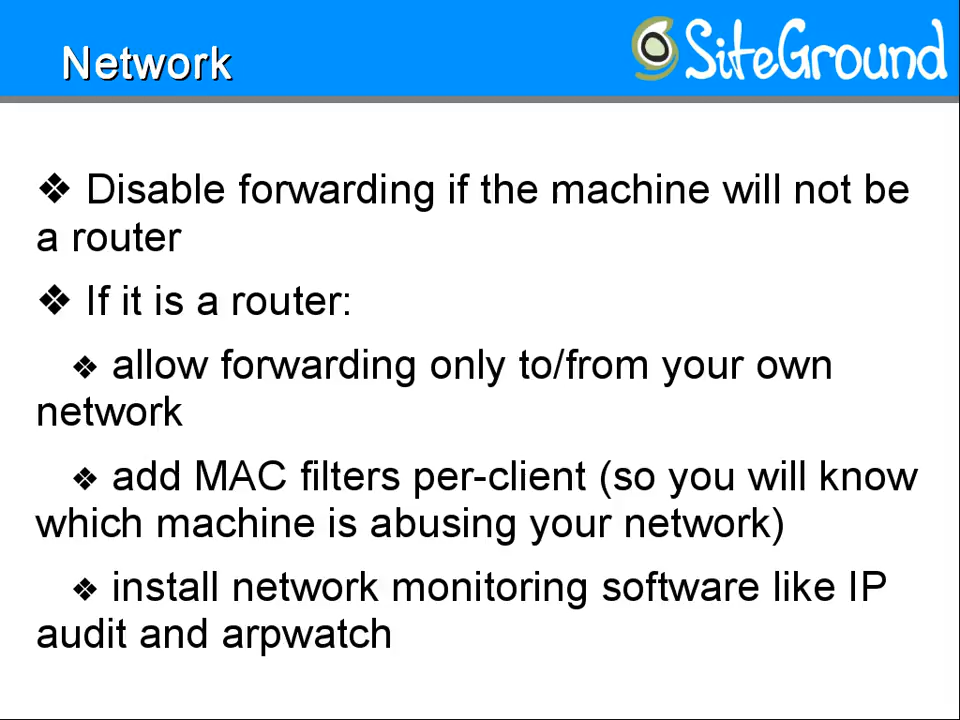 Network
SiteGround
❖ Disable forwarding if the machine will not be
a router
❖ If it is a router:
❖ allow forwarding only to/from your own
network
❖ add MAC filters per-client (so you will know
which machine is abusing your network)
❖ install network monitoring software like IP
audit and arpwatch